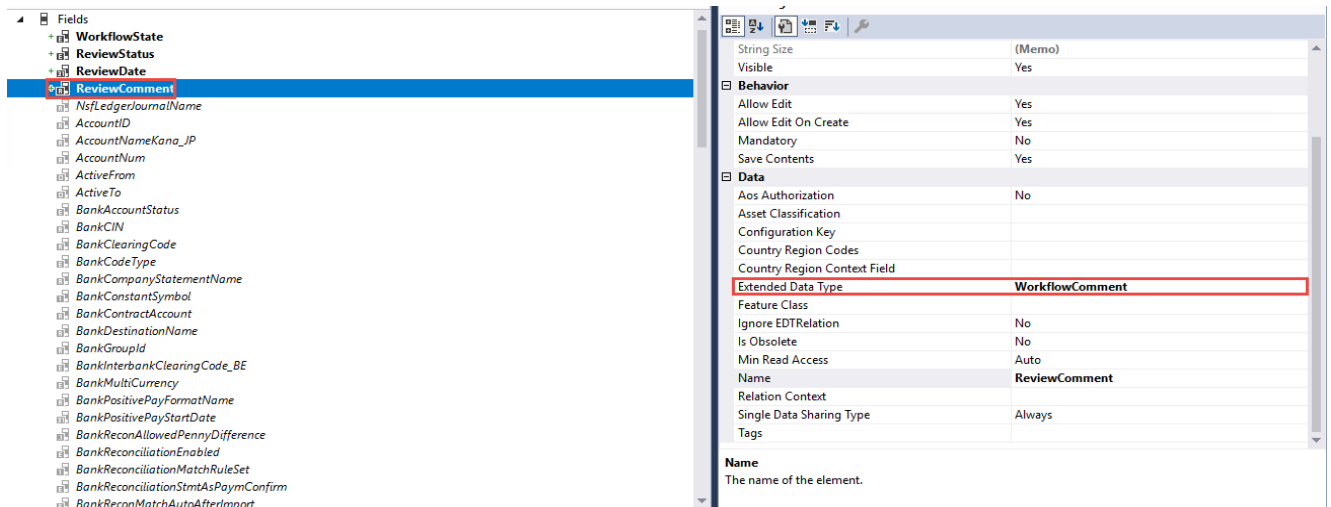 Fields
WorkflowState
ReviewStatus
ReviewDate
ReviewComment
NsfLedgerJournalName
AccountID
AccountNameKana_JP
AccountNum
ActiveFrom
ActiveTo
BankAccountStatus
BankCIN
BankClearingCode
BankCodeType
BankCompanyStatementName
BankConstantSymbol
BankContractAccount
BankDestinationName
BankGroupId
BankInterbankClearingCode_BE
BankMultiCurrency
BankPositivePayFormatName
BankPositivePayStartDate
BankReconAllowedPennyDifference
BankReconciliationEnabled
BankReconciliationMatchRuleSet
BankReconciliationStmtAsPaymConfirm
BankReconMatchAutoAfterImport
String Size (Memo)
Visible Yes
Behavior
Allow Edit Yes
Allow Edit On Create Yes
Mandatory No
Save Contents Yes
Data
Aos Authorization No
Asset Classification
Configuration Key
Country Region Codes
Country Region Context Field
Extended Data Type WorkflowComment
Feature Class
Ignore EDTRelation No
Is Obsolete No
Min Read Access Auto
Name ReviewComment
Relation Context
Single Data Sharing Type Always
Tags
Name
The name of the element.